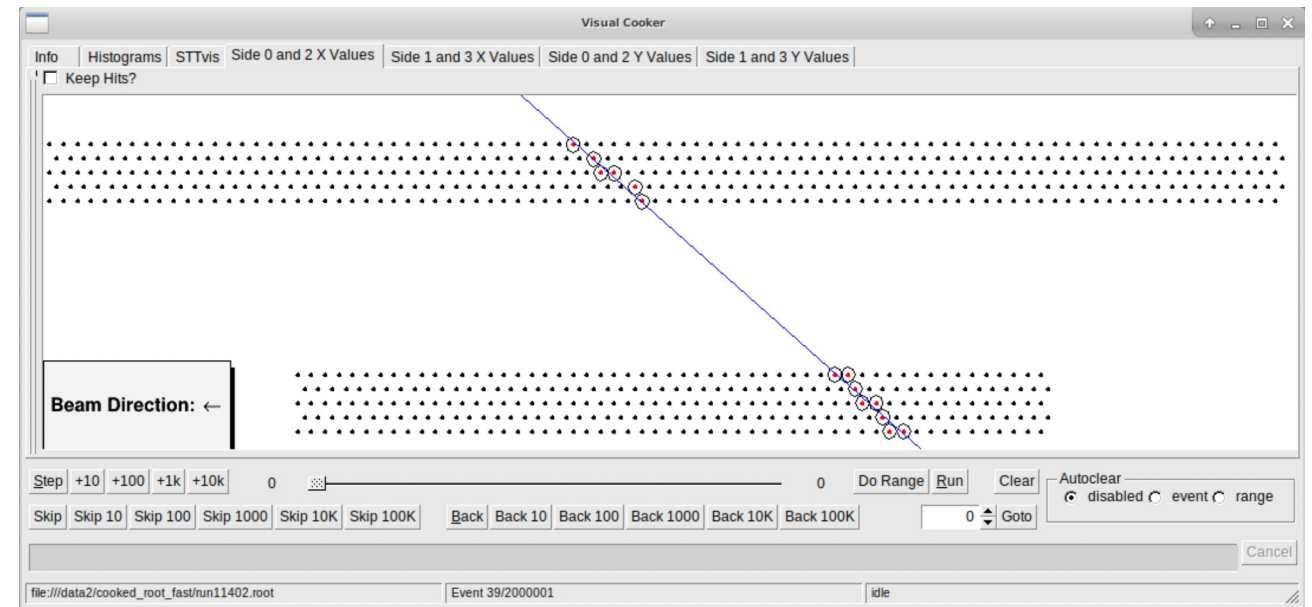 Visual Cooker
Info Histograms STTvis Side 0 and 2 X Values Side 1 and 3 X Values Side 0 and 2 Y Values Side 1 and 3 Y Values
Keep Hits?
Beam Direction: ←
Step +10 +100 +1k +10k 0 0 Do Range Run Clear Autoclear
disabled event range
Skip Skip 10 Skip 100 Skip 1000 Skip 10K Skip 100K Back Back 10 Back 100 Back 1000 Back 10K Back 100K 0 Goto
Cancel
file:///data2/cooked_root_fast/run11402.root Event 39/2000001 idle